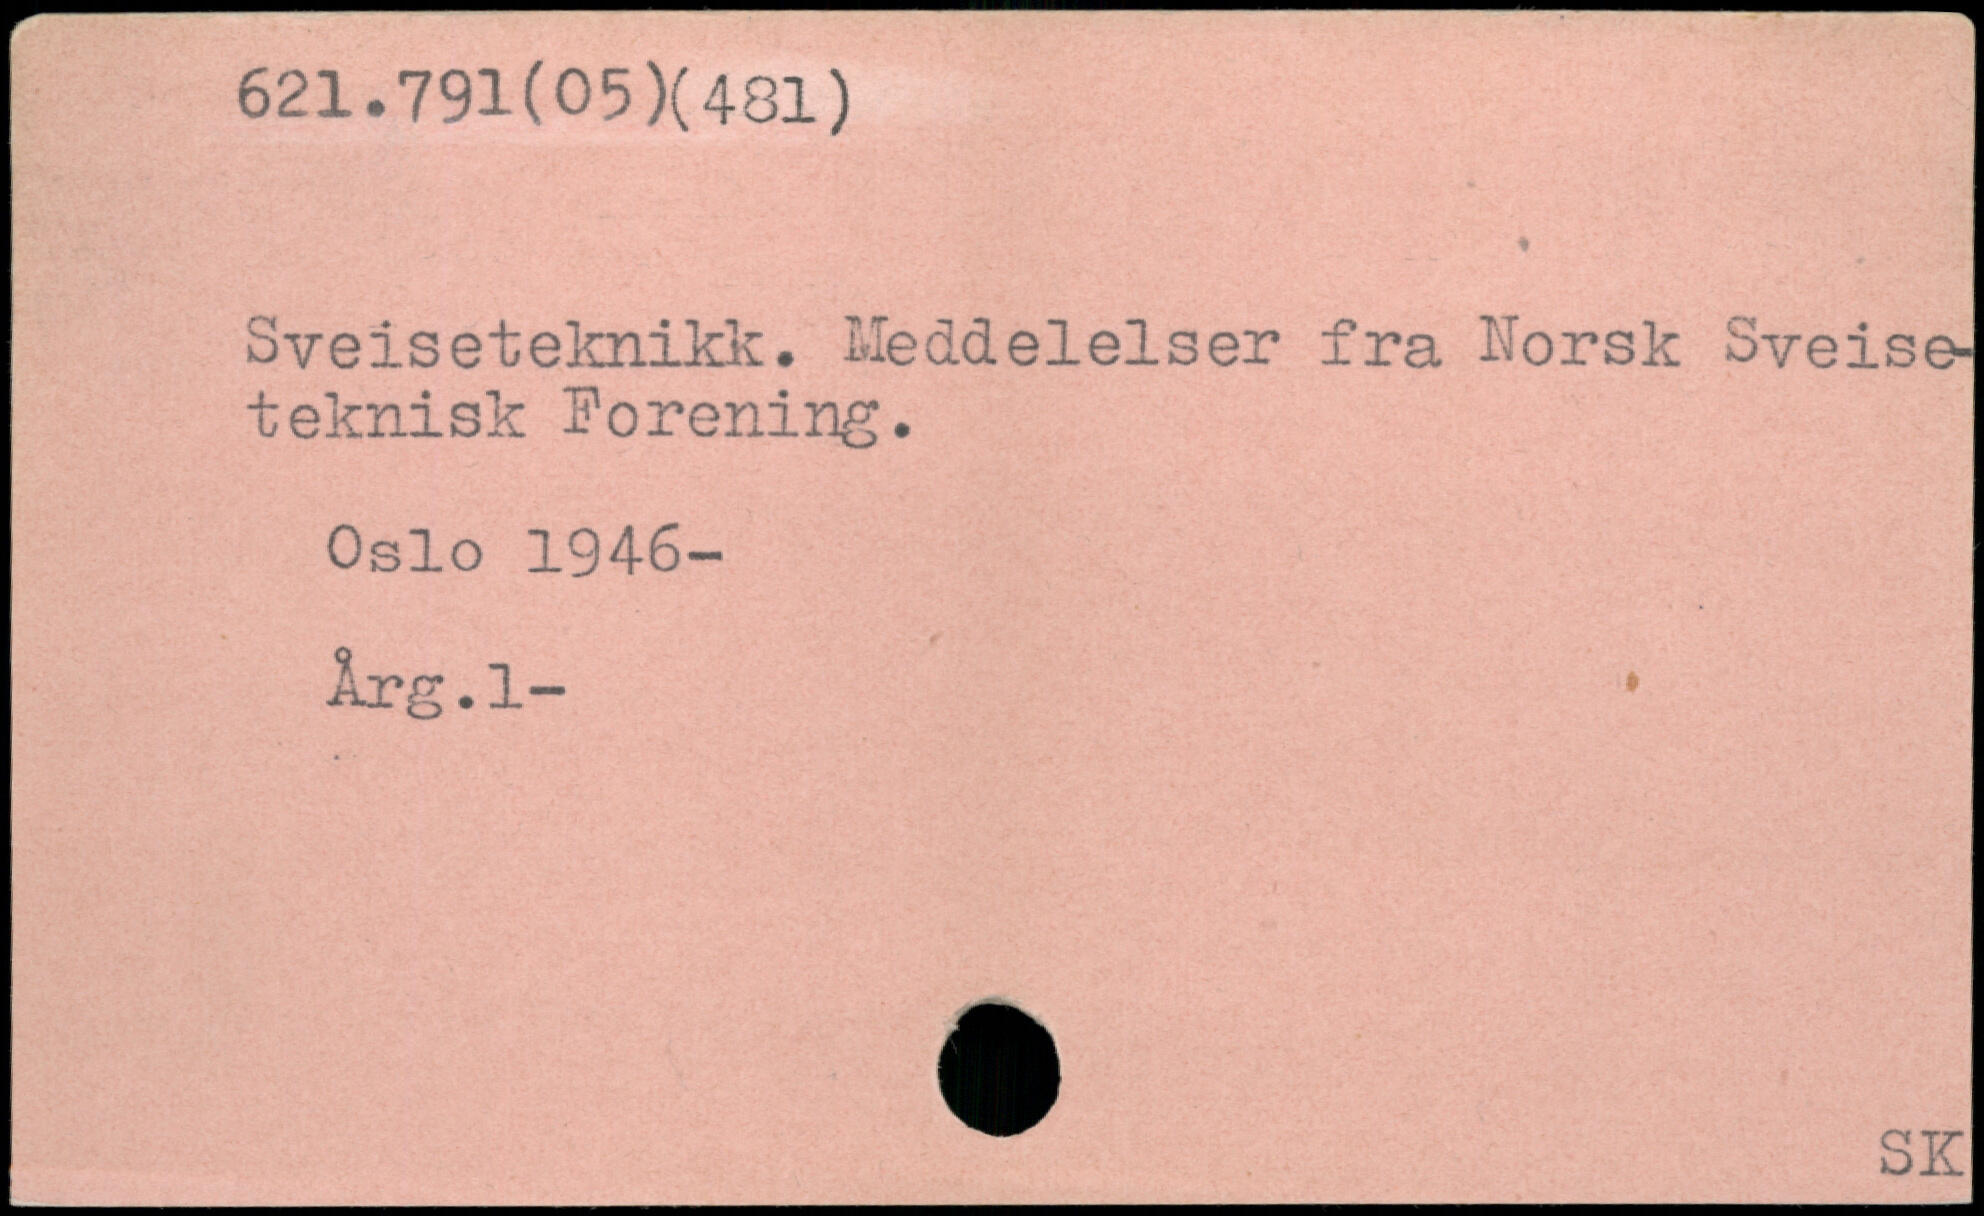 621.791(05)(481)
Sveiseteknikk. Meddelelser fra Norsk Sveise-
teknisk Forening.
Oslo 1946-
Årg.1-
SK